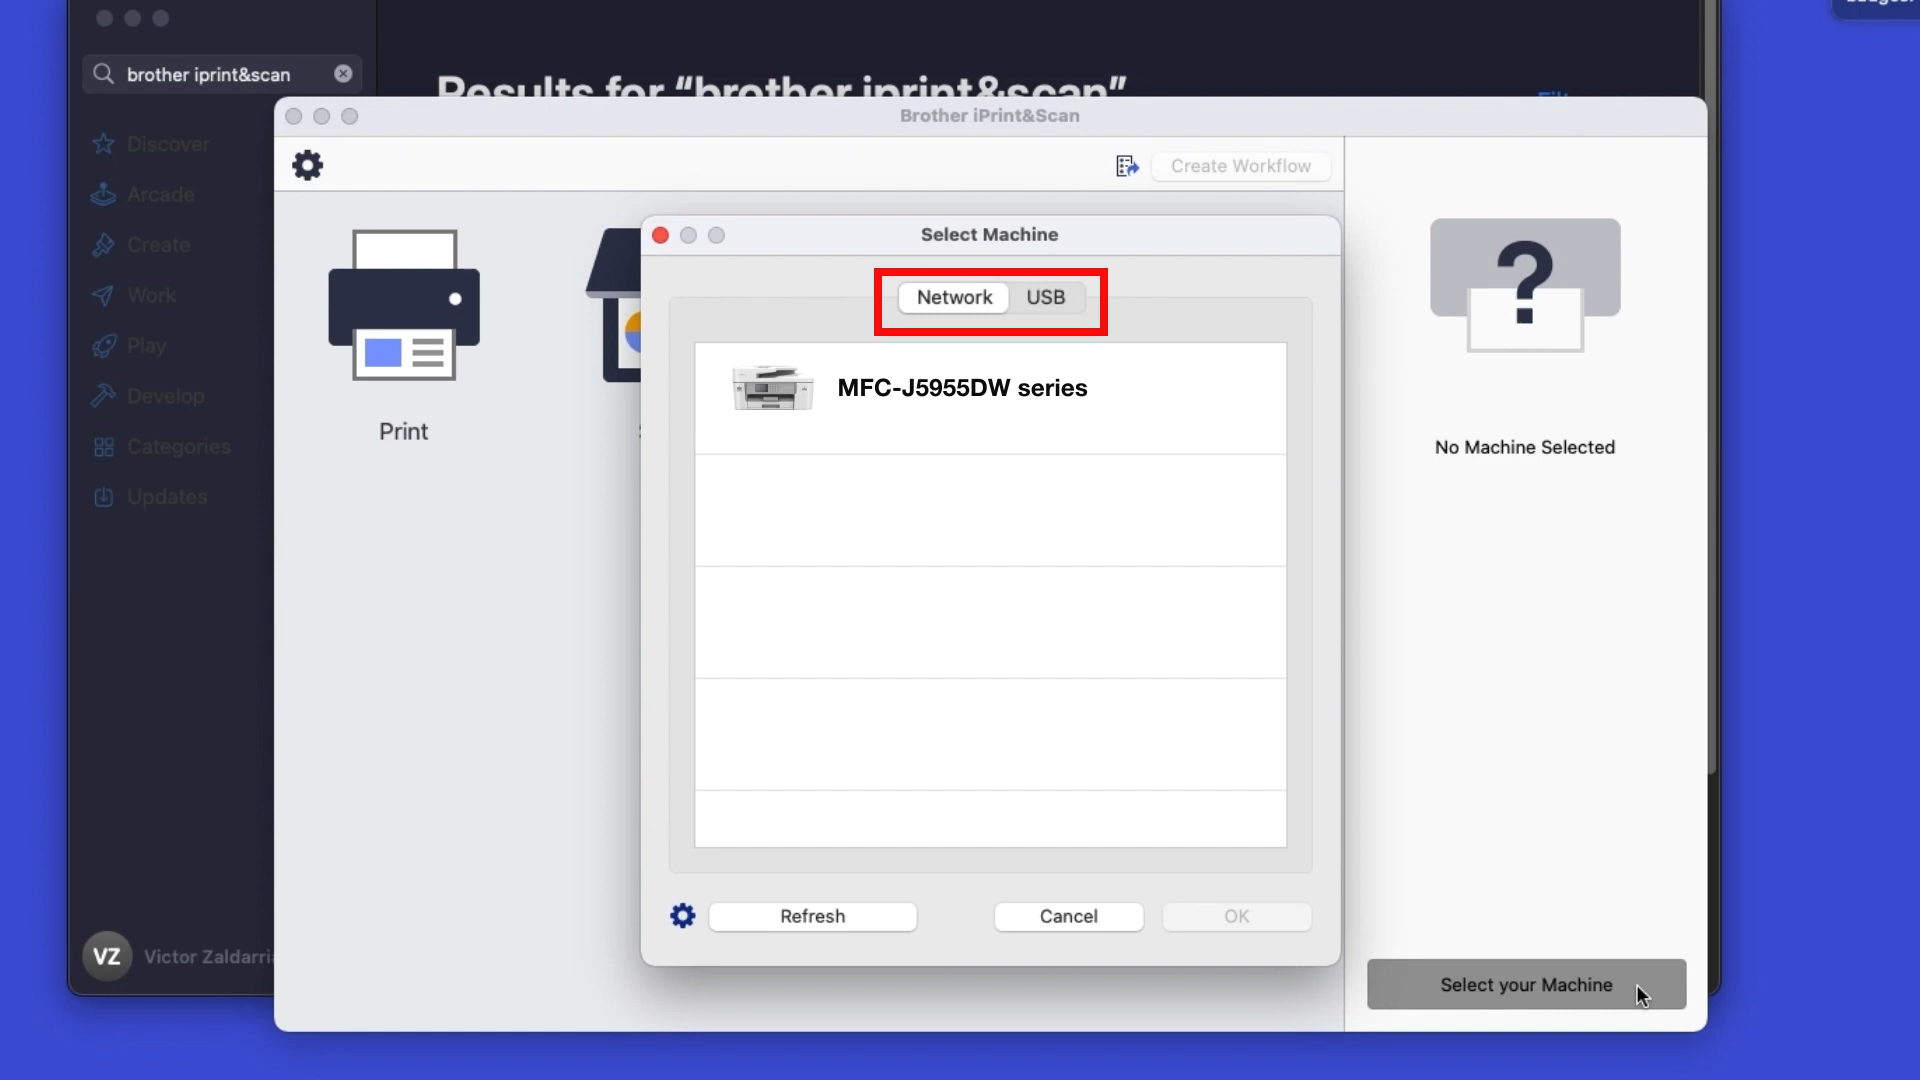 brother iprint&scan
Results for “brother iprint&scan”
Discover
Arcade
Create
Work
Play
Develop
Categories
Updates
Victor Zaldarri
VZ
Brother iPrint&Scan
Create Workflow
Print
Select Machine
Network
USB
MFC-J5955DW series
Refresh
Cancel
OK
No Machine Selected
Select your Machine